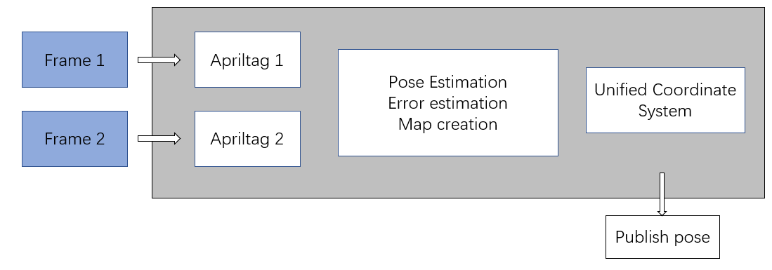 Frame 1
Apriltag 1
Frame 2
Apriltag 2
Pose Estimation
Error estimation
Map creation
Unified Coordinate
System
Publish pose